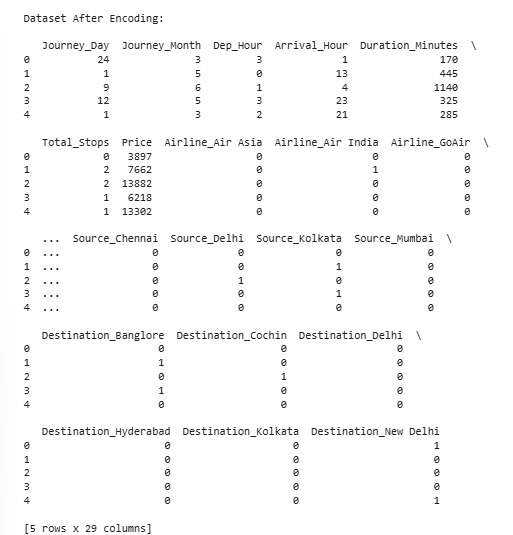 Dataset After Encoding:
Journey_Day Journey_Month Dep_Hour Arrival_Hour Duration_Minutes \
0 24 3 3 1 170
1 1 5 0 13 445
2 9 6 1 4 1140
3 12 5 3 23 325
4 1 3 2 21 285
Total_Stops Price Airline_Air Asia Airline_Air India Airline_GoAir \
0 0 3897 0 0 0
1 2 7662 0 1 0
2 2 13882 0 0 0
3 1 6218 0 0 0
4 1 13302 0 0 0
... Source_Chennai Source_Delhi Source_Kolkata Source_Mumbai \
0 ... 0 0 0 0
1 ... 0 0 1 0
2 ... 0 1 0 0
3 ... 0 0 1 0
4 ... 0 0 0 0
Destination_Banglore Destination_Cochin Destination_Delhi \
0 0 0 0
1 1 0 0
2 0 1 0
3 1 0 0
4 0 0 0
Destination_Hyderabad Destination_Kolkata Destination_New Delhi
0 0 0 1
1 0 0 0
2 0 0 0
3 0 0 0
4 0 0 1
[5 rows x 29 columns]